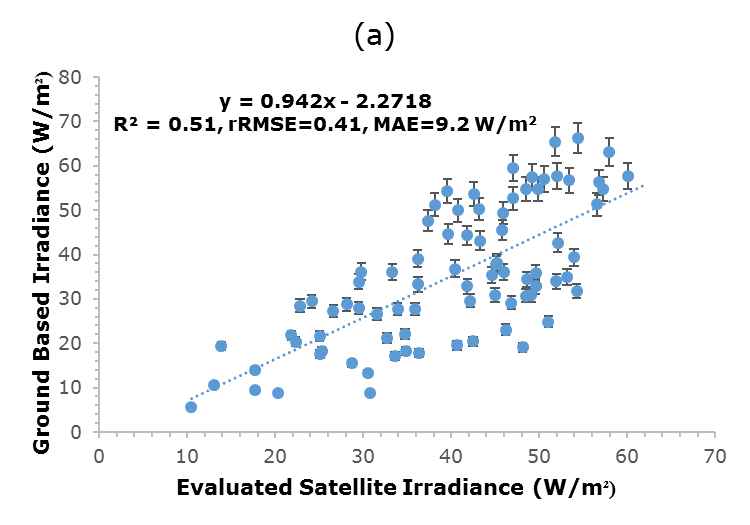 (a)
y = 0.942x - 2.2718
R² = 0.51, rRMSE=0.41, MAE=9.2 W/m²
Ground Based Irradiance (W/m²)
80
70
60
50
40
30
20
10
0
0 10 20 30 40 50 60 70
Evaluated Satellite Irradiance (W/m²)